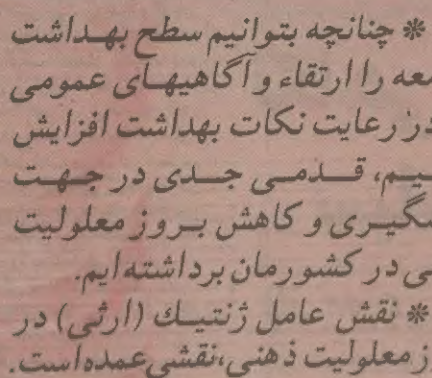 * چنانچه بتوانیم سطح بهداشت
معه را ارتقاء و آگاهیهای عمومی
در رعایت نکات بهداشت افزایش
یم، قدمی جدی در جهت
گیری و کاهش بروز معلولیت
ی در کشورمان برداشته‌ایم.
* نقش عامل ژنتیك (ارثی) در
ز معلولیت ذهنی، نقشی عمده است.